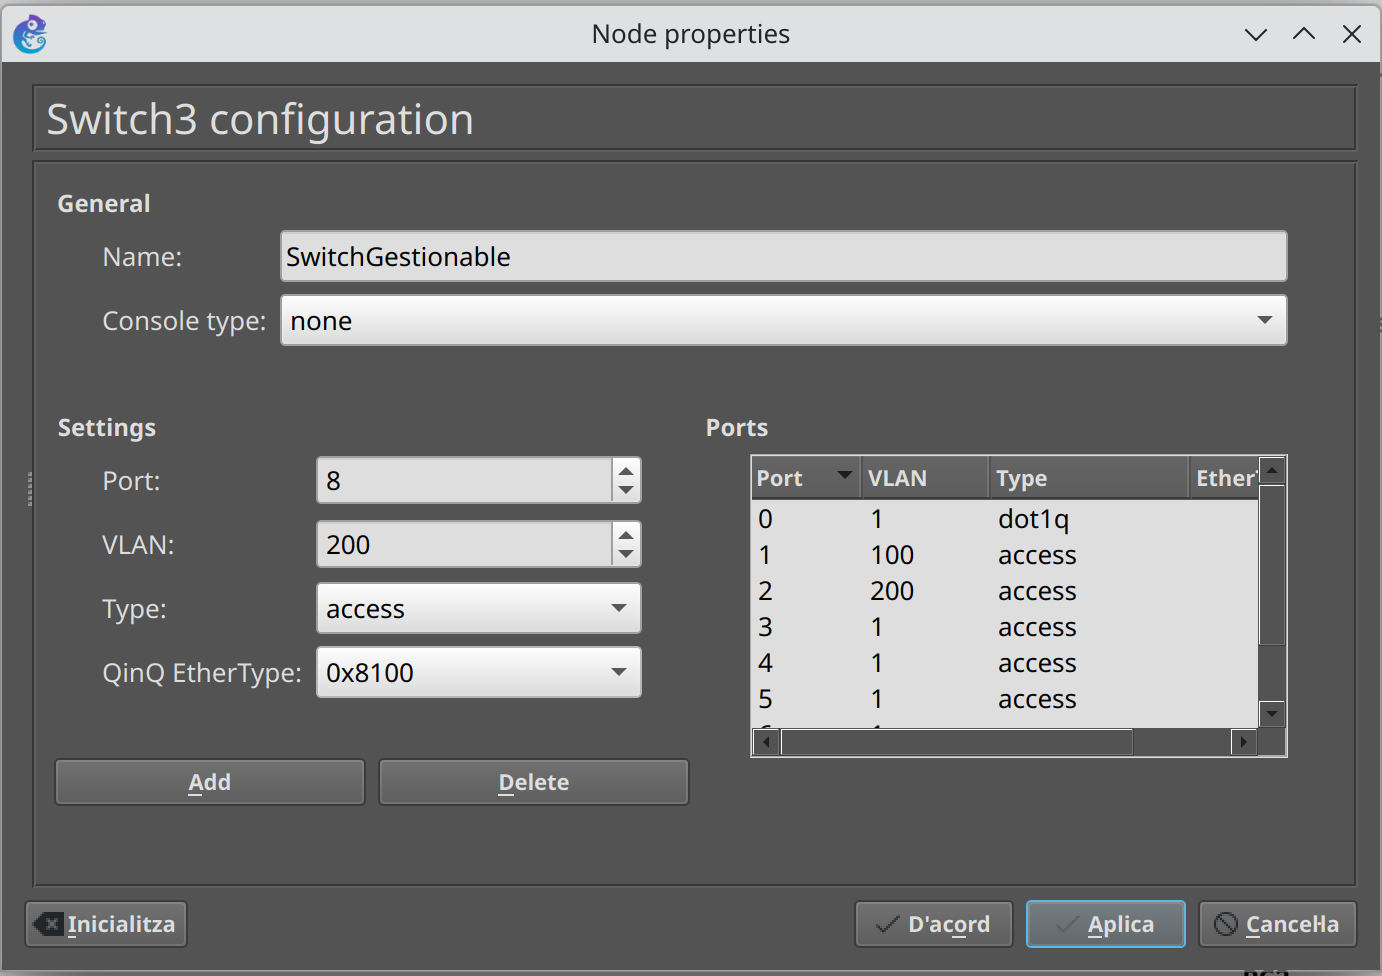 Node properties
Switch3 configuration
General
Name: SwitchGestionable
Console type: none
Settings
Port: 8
VLAN: 200
Type: access
QinQ EtherType: 0x8100
Add Delete
Ports
Port VLAN Type Ether
0 1 dot1q
1 100 access
2 200 access
3 1 access
4 1 access
5 1 access
Inicialitza D'acord Aplica Cancel·la